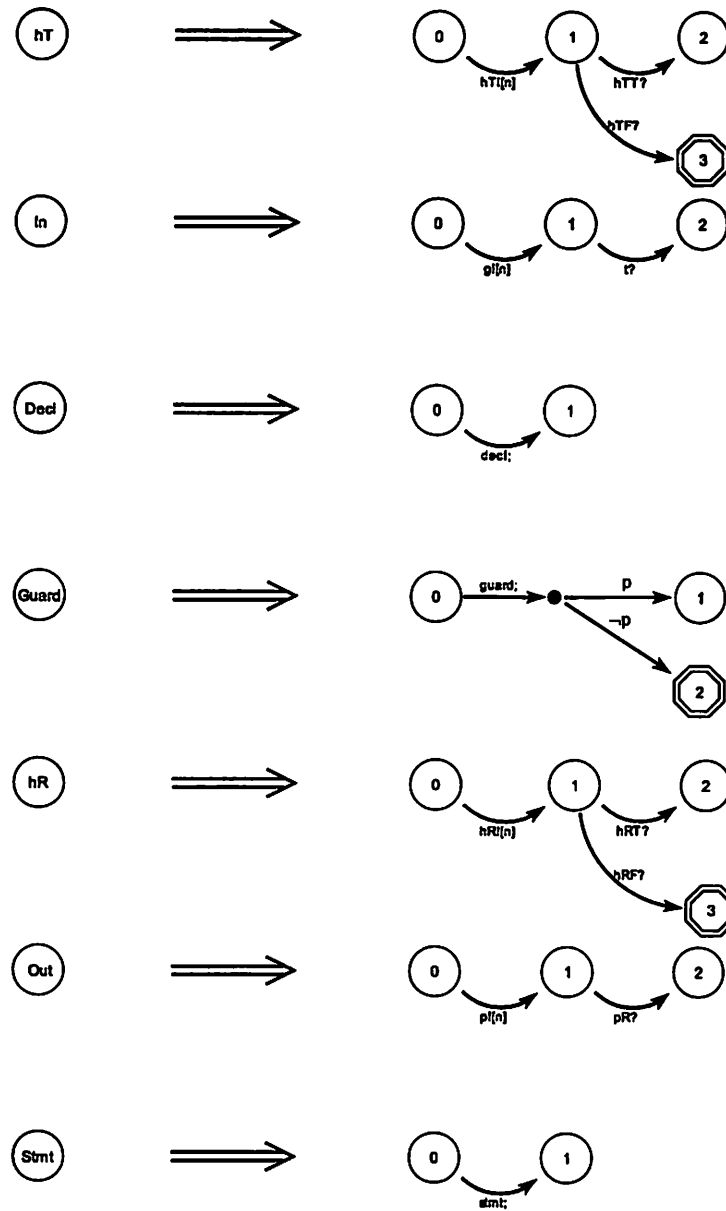 hT 0 1 2
hT![n] hTT?
hTF?
3
In 0 1 2
g![n] t?
Decl 0 1
decl;
Guard 0 guard; p 1
¬p
2
hR 0 1 2
hR![n] hRT?
hRF?
3
Out 0 1 2
p![n] pR?
Stmt 0 1
stmt;